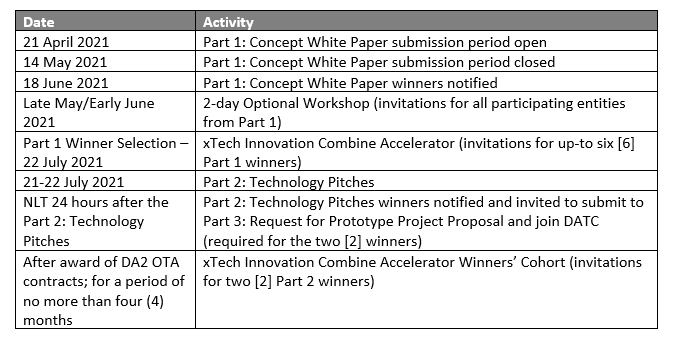 Date Activity
21 April 2021 Part 1: Concept White Paper submission period open
14 May 2021 Part 1: Concept White Paper submission period closed
18 June 2021 Part 1: Concept White Paper winners notified
Late May/Early June 2-day Optional Workshop (invitations for all participating entities
2021 from Part 1)
Part 1 Winner Selection – xTech Innovation Combine Accelerator (invitations for up-to six [6]
22 July 2021 Part 1 winners)
21-22 July 2021 Part 2: Technology Pitches
NLT 24 hours after the Part 2: Technology Pitches winners notified and invited to submit to
Part 2: Technology Part 3: Request for Prototype Project Proposal and join DATC
Pitches (required for the two [2] winners)
After award of DA2 OTA xTech Innovation Combine Accelerator Winners’ Cohort (invitations
contracts; for a period of for two [2] Part 2 winners)
no more than four (4)
months